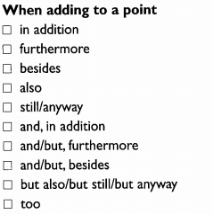 When adding to a point
☐ in addition
☐ furthermore
☐ besides
☐ also
☐ still/anyway
☐ and, in addition
☐ and/but, furthermore
☐ and/but, besides
☐ but also/but still/but anyway
☐ too